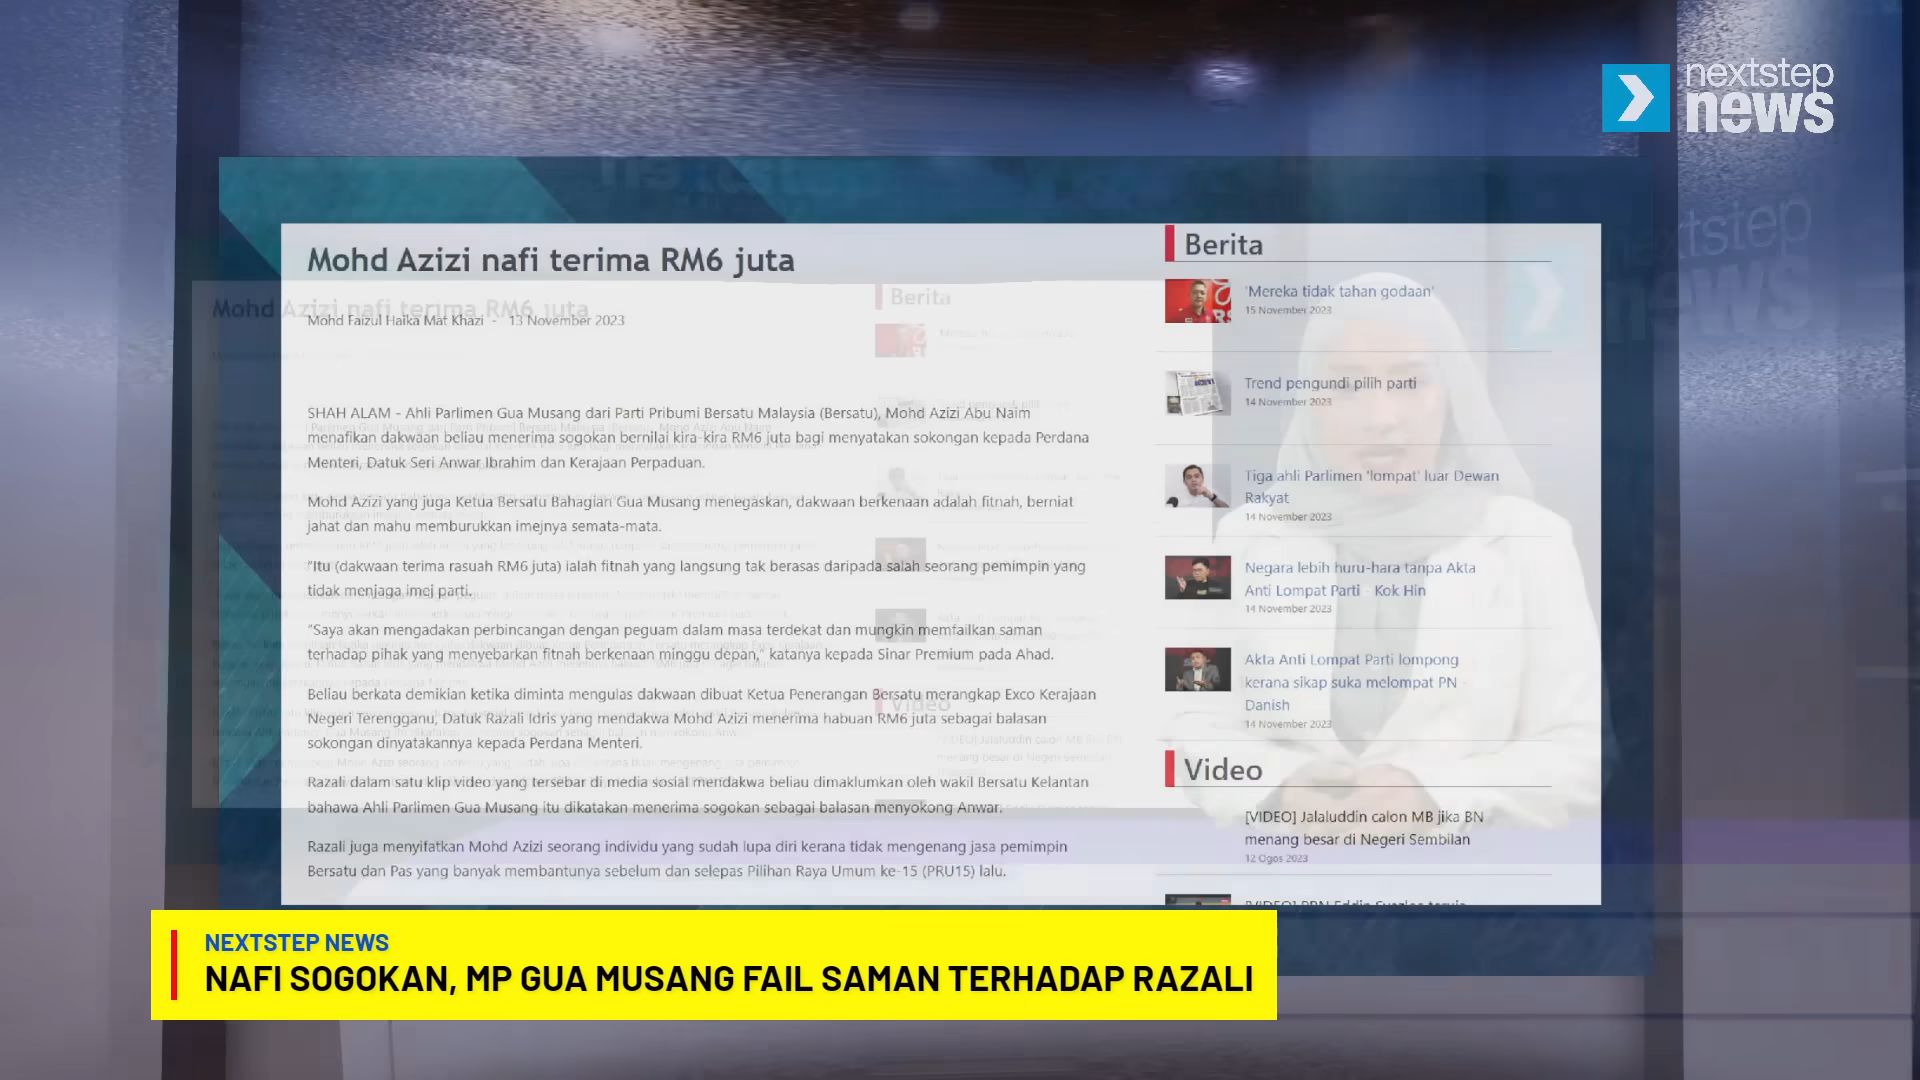 nextstep
news
Mohd Azizi nafi terima RM6 juta
Mohd Faizul Haika Mat Khazi - 13 November 2023
SHAH ALAM - Ahli Parlimen Gua Musang dari Parti Pribumi Bersatu Malaysia (Bersatu), Mohd Azizi Abu Naim
menafikan dakwaan beliau menerima sogokan bernilai kira-kira RM6 juta bagi menyatakan sokongan kepada Perdana
Menteri, Datuk Seri Anwar Ibrahim dan Kerajaan Perpaduan.
Mohd Azizi yang juga Ketua Bersatu Bahagian Gua Musang menegaskan, dakwaan berkenaan adalah fitnah, berniat
jahat dan mahu memburukkan imejnya semata-mata.
"Itu (dakwaan terima rasuah RM6 juta) ialah fitnah yang langsung tak berasas daripada salah seorang pemimpin yang
tidak menjaga imej parti.
"Saya akan mengadakan perbincangan dengan peguam dalam masa terdekat dan mungkin memfailkan saman
terhadap pihak yang menyebarkan fitnah berkenaan minggu depan," katanya kepada Sinar Premium pada Ahad.
Beliau berkata demikian ketika diminta mengulas dakwaan dibuat Ketua Penerangan Bersatu merangkap Exco Kerajaan
Negeri Terengganu, Datuk Razali Idris yang mendakwa Mohd Azizi menerima habuan RM6 juta sebagai balasan
sokongan dinyatakannya kepada Perdana Menteri.
Razali dalam satu klip video yang tersebar di media sosial mendakwa beliau dimaklumkan oleh wakil Bersatu Kelantan
bahawa Ahli Parlimen Gua Musang itu dikatakan menerima sogokan sebagai balasan menyokong Anwar.
Razali juga menyifatkan Mohd Azizi seorang individu yang sudah lupa diri kerana tidak mengenang jasa pemimpin
Bersatu dan Pas yang banyak membantunya sebelum dan selepas Pilihan Raya Umum ke-15 (PRU15) lalu.
Berita
'Mereka tidak tahan godaan'
15 November 2023
Trend pengundi pilih parti
14 November 2023
Tiga ahli Parlimen 'lompat' luar Dewan
Rakyat
14 November 2023
Negara lebih huru-hara tanpa Akta
Anti Lompat Parti - Kok Hin
14 November 2023
Akta Anti Lompat Parti lompong
kerana sikap suka melompat PN -
Danish
14 November 2023
Video
[VIDEO] Jalaluddin calon MB jika BN
menang besar di Negeri Sembilan
12 Ogos 2023
NEXTSTEP NEWS
NAFI SOGOKAN, MP GUA MUSANG FAIL SAMAN TERHADAP RAZALI